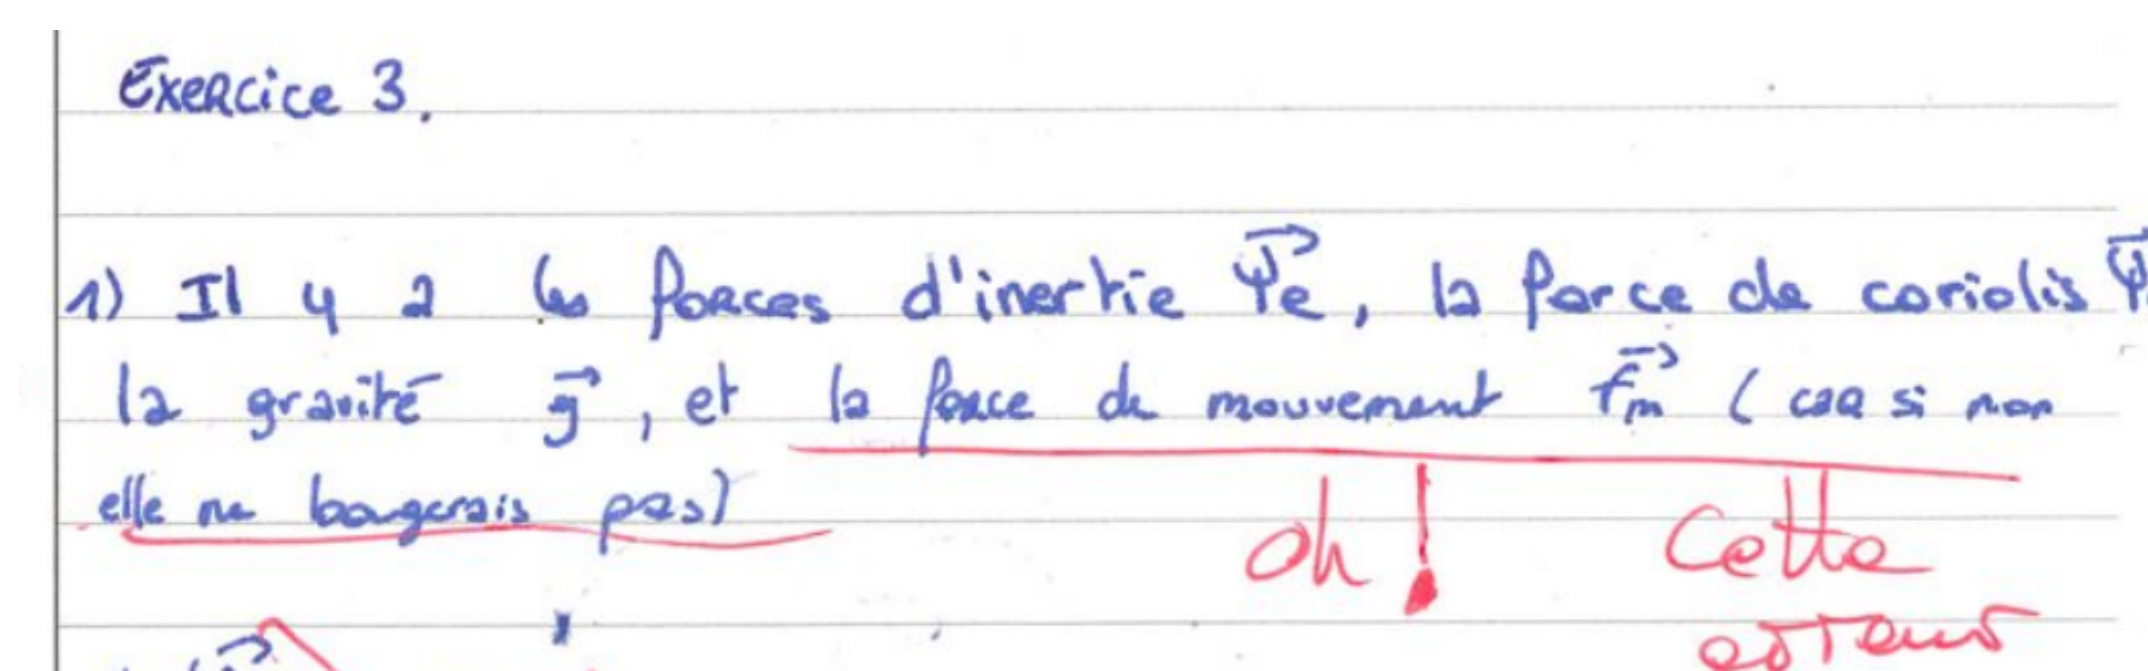 Exercice 3.
1) Il y a les forces d'inertie Ψe, la force de coriolis Ψ
la gravité g, et la force de mouvement Fm (car si non
elle ne bougerais pas)
oh! Cette
erreur